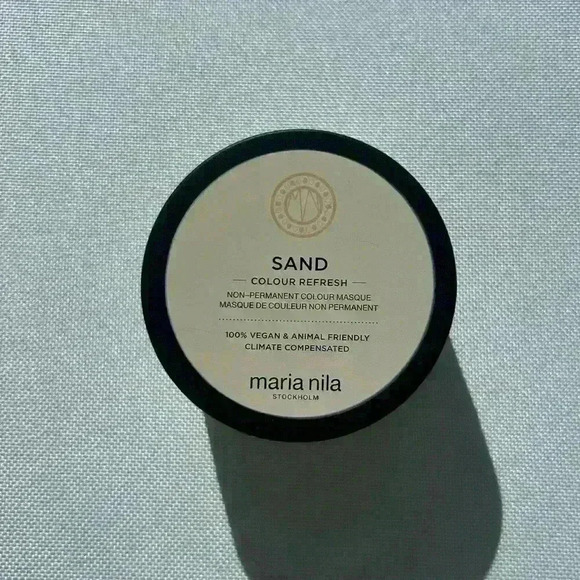 SAND
COLOUR REFRESH
NON-PERMANENT COLOUR MASQUE
MASQUE DE COULEUR NON PERMANENT
100% VEGAN & ANIMAL FRIENDLY
CLIMATE COMPENSATED
maria nila
STOCKHOLM